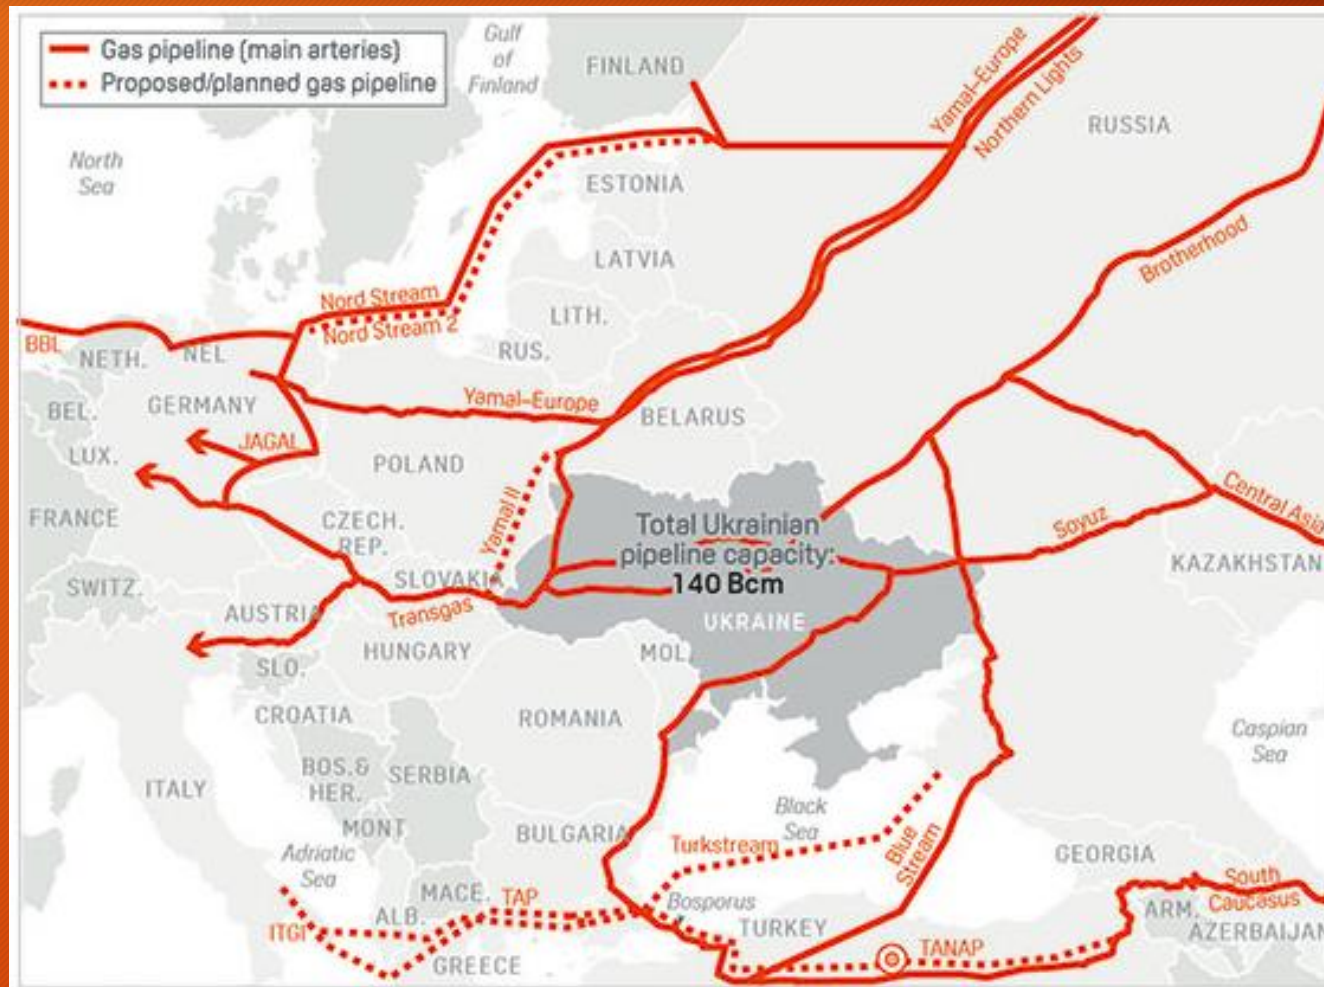 Gas pipeline (main arteries)
Proposed/planned gas pipeline
Gulf
of
Finland
FINLAND
Yamal-Europe
Northern Lights
RUSSIA
North
Sea
ESTONIA
LATVIA
Brotherhood
Nord Stream
Nord Stream 2
LITH.
RUS.
BBL
NETH.
NEL
BEL.
GERMANY
Yamal-Europe
BELARUS
JAGAL
LUX.
POLAND
Yamal II
FRANCE
CZECH.
REP.
Total Ukrainian
pipeline capacity:
140 Bcm
Soyuz
Central Asia
KAZAKHSTAN
SWITZ.
SLOVAKIA
AUSTRIA
Transgas
UKRAINE
HUNGARY
MOL
SLO.
CROATIA
ROMANIA
Caspian
Sea
ITALY
BOS.&
HER.
SERBIA
MONT
BULGARIA
Black
Sea
Turkstream
Blue
Stream
GEORGIA
Adriatic
Sea
MACE.
TAP
Bosporus
South
Caucasus
ITGI
ALB.
TURKEY
ARM.
AZERBAIJAN
GREECE
TANAP